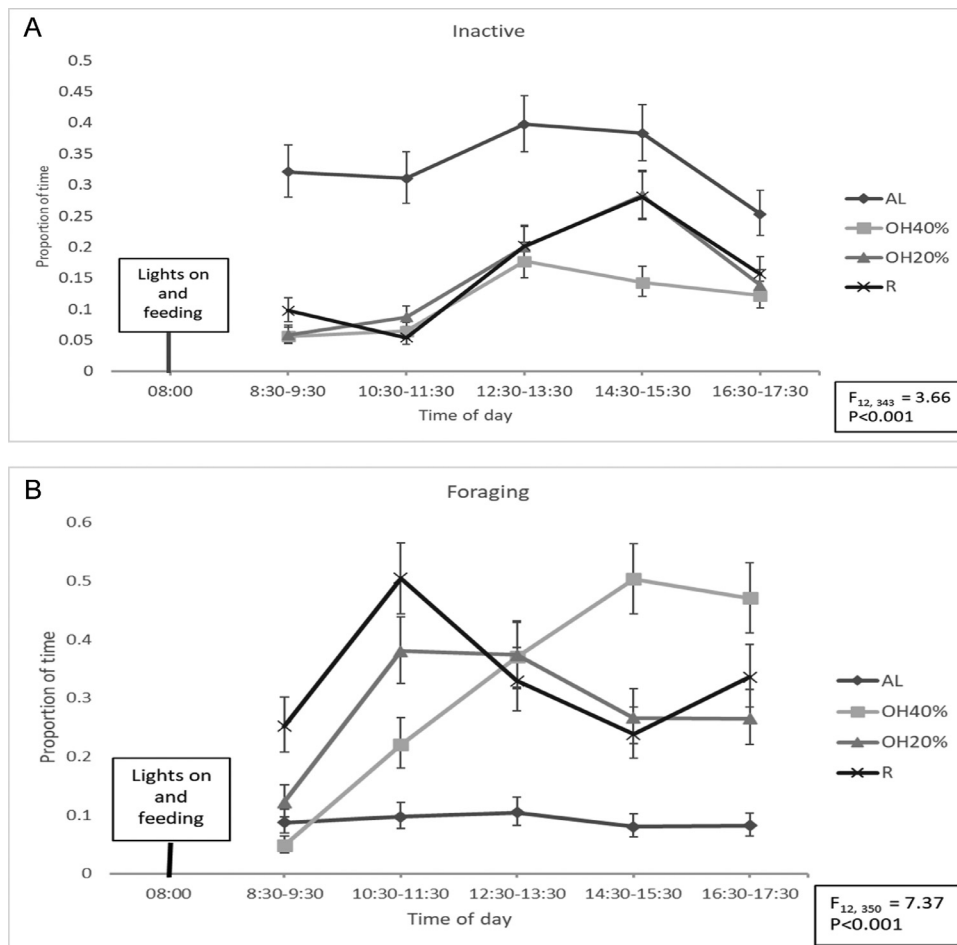 A
Inactive
0.5
0.45
0.4
0.35
0.3
0.25
0.2
0.15
0.1
0.05
0
Proportion of time
Lights on
and
feeding
08:00 8:30-9:30 10:30-11:30 12:30-13:30 14:30-15:30 16:30-17:30
Time of day
AL
OH40%
OH20%
R
F12, 343 = 3.66
P<0.001
B
Foraging
0.6
0.5
0.4
0.3
0.2
0.1
0
Proportion of time
Lights on
and
feeding
08:00 8:30-9:30 10:30-11:30 12:30-13:30 14:30-15:30 16:30-17:30
Time of day
AL
OH40%
OH20%
R
F12, 350 = 7.37
P<0.001